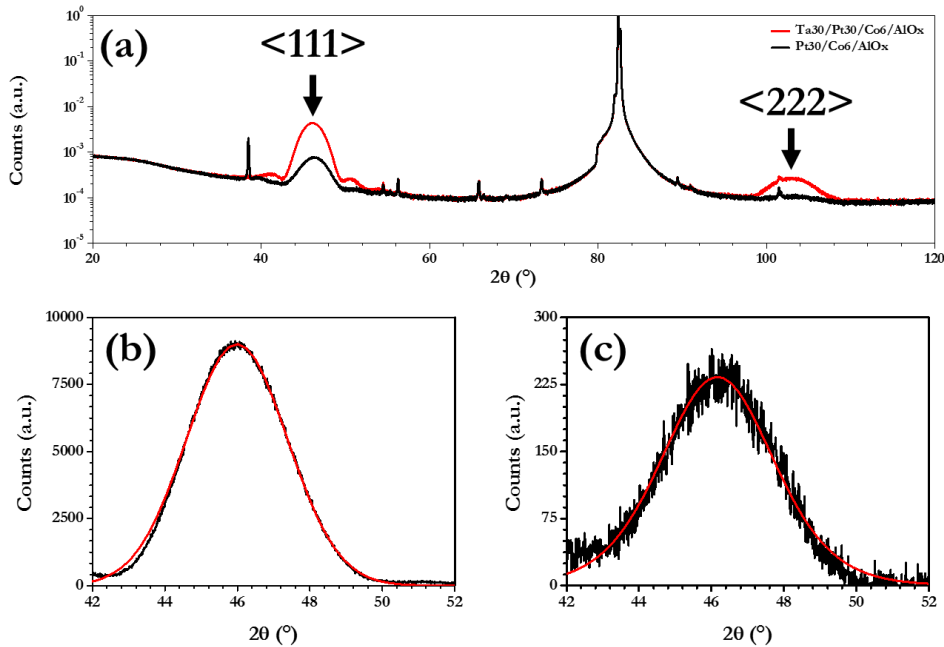 (a)
<111>
<222>
Ta30/Pt30/Co6/AlOx
Pt30/Co6/AlOx
Counts (a.u.)
10⁰
10⁻¹
10⁻²
10⁻³
10⁻⁴
10⁻⁵
20 40 60 80 100 120
2θ (°)
(b)
Counts (a.u.)
10000
7500
5000
2500
0
42 44 46 48 50 52
2θ (°)
(c)
Counts (a.u.)
300
225
150
75
0
42 44 46 48 50 52
2θ (°)